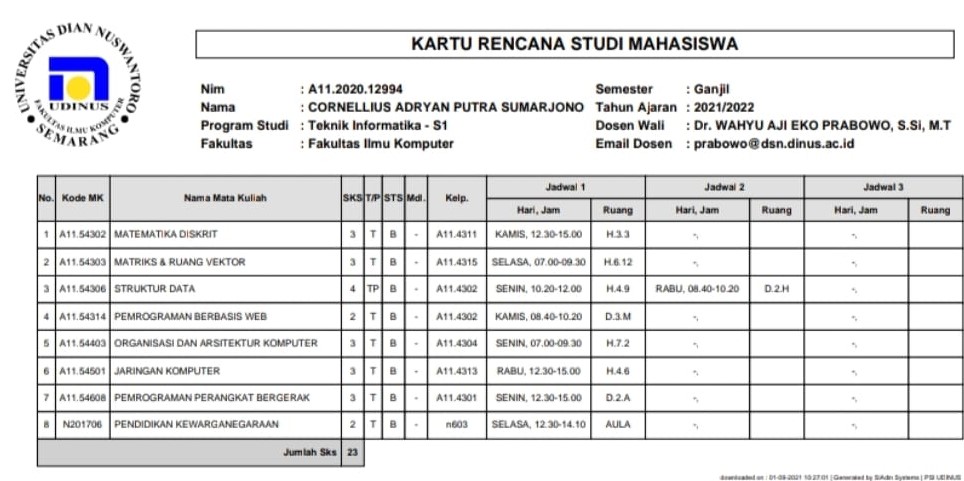 UNIVERSITAS DIAN NUSWANTORO
UDINUS
FAKULTAS ILMU KOMPUTER
SEMARANG
KARTU RENCANA STUDI MAHASISWA
Nim : A11.2020.12994 Semester : Ganjil
Nama : CORNELLIUS ADRYAN PUTRA SUMARJONO Tahun Ajaran : 2021/2022
Program Studi : Teknik Informatika - S1 Dosen Wali : Dr. WAHYU AJI EKO PRABOWO, S.Si, M.T
Fakultas : Fakultas Ilmu Komputer Email Dosen : prabowo@dsn.dinus.ac.id
No. Kode MK Nama Mata Kuliah SKS T/P STS Mdl. Kelp. Jadwal 1 Jadwal 2 Jadwal 3
Hari, Jam Ruang Hari, Jam Ruang Hari, Jam Ruang
1 A11.54302 MATEMATIKA DISKRIT 3 T B - A11.4311 KAMIS, 12.30-15.00 H.3.3 -, -,
2 A11.54303 MATRIKS & RUANG VEKTOR 3 T B - A11.4315 SELASA, 07.00-09.30 H.6.12 -, -,
3 A11.54306 STRUKTUR DATA 4 TP B - A11.4302 SENIN, 10.20-12.00 H.4.9 RABU, 08.40-10.20 D.2.H -,
4 A11.54314 PEMROGRAMAN BERBASIS WEB 2 T B - A11.4302 KAMIS, 08.40-10.20 D.3.M -, -,
5 A11.54403 ORGANISASI DAN ARSITEKTUR KOMPUTER 3 T B - A11.4304 SENIN, 07.00-09.30 H.7.2 -, -,
6 A11.54501 JARINGAN KOMPUTER 3 T B - A11.4313 RABU, 12.30-15.00 H.4.6 -, -,
7 A11.54608 PEMROGRAMAN PERANGKAT BERGERAK 3 T B - A11.4301 SENIN, 12.30-15.00 D.2.A -, -,
8 N201706 PENDIDIKAN KEWARGANEGARAAN 2 T B - n603 SELASA, 12.30-14.10 AULA -, -,
Jumlah Sks 23
downloaded on : 01-09-2021 10:27:01 | Generated by SiAdin Systems | PSI UDINUS